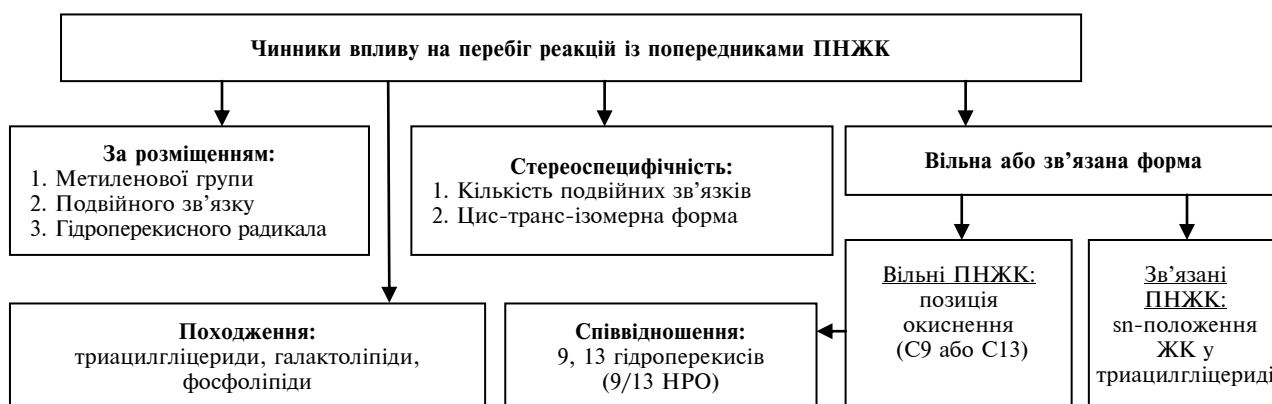 Чинники впливу на перебіг реакцій із попередниками ПНЖК
За розміщенням:
1. Метиленової групи
2. Подвійного зв’язку
3. Гідроперекисного радикала
Стереоспецифічність:
1. Кількість подвійних зв’язків
2. Цис-транс-ізомерна форма
Вільна або зв’язана форма
Походження:
триацилгліцериди, галактоліпіди,
фосфоліпіди
Співвідношення:
9, 13 гідроперекисів
(9/13 НРО)
Вільні ПНЖК:
позиція
окиснення
(С9 або С13)
Зв’язані
ПНЖК:
sn-положення
ЖК у
триацилгліцериді